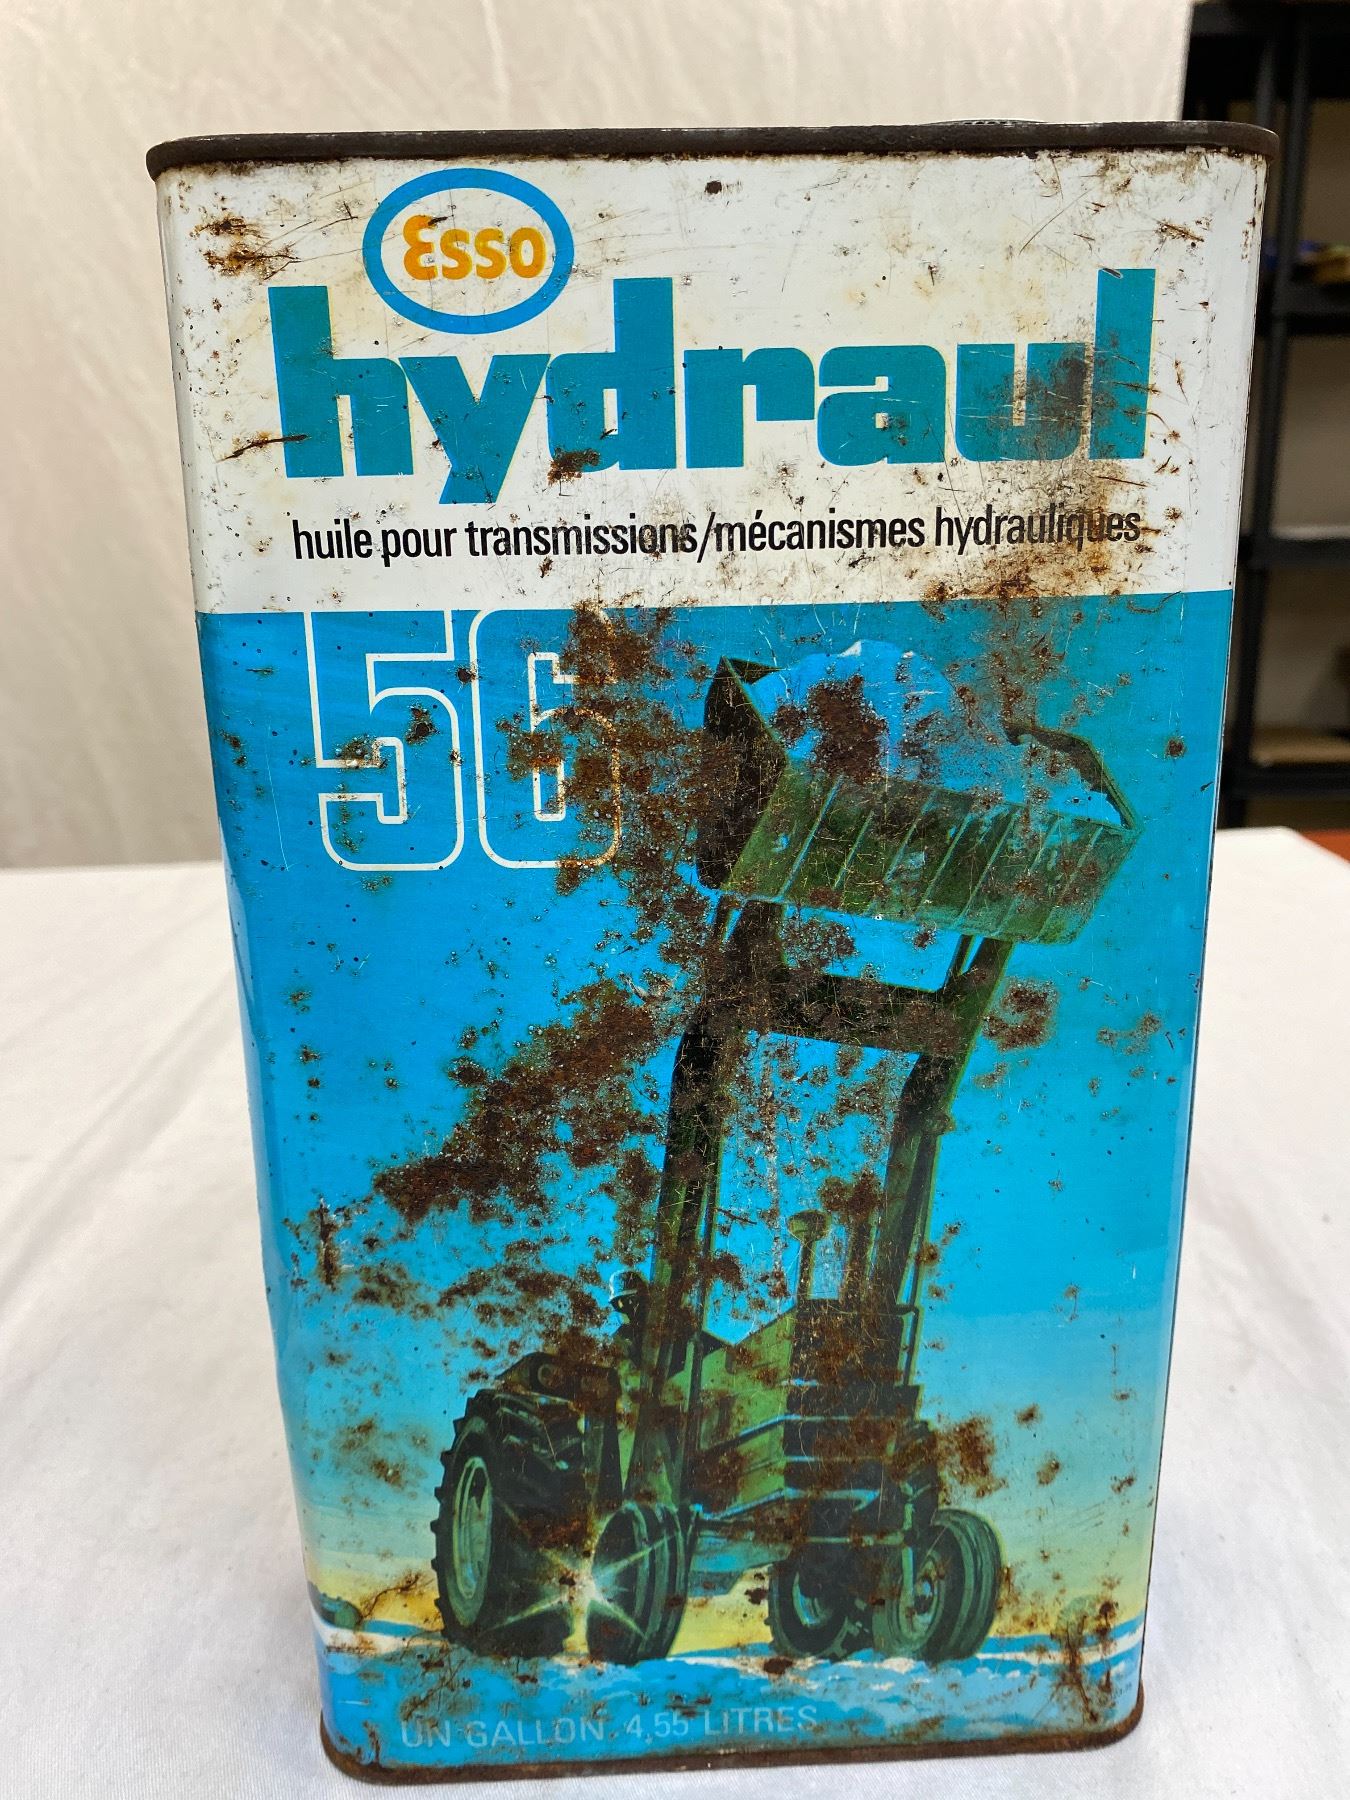 Esso
hydraul
huile pour transmissions/mécanismes hydrauliques
56
UN GALLON 4,55 LITRES